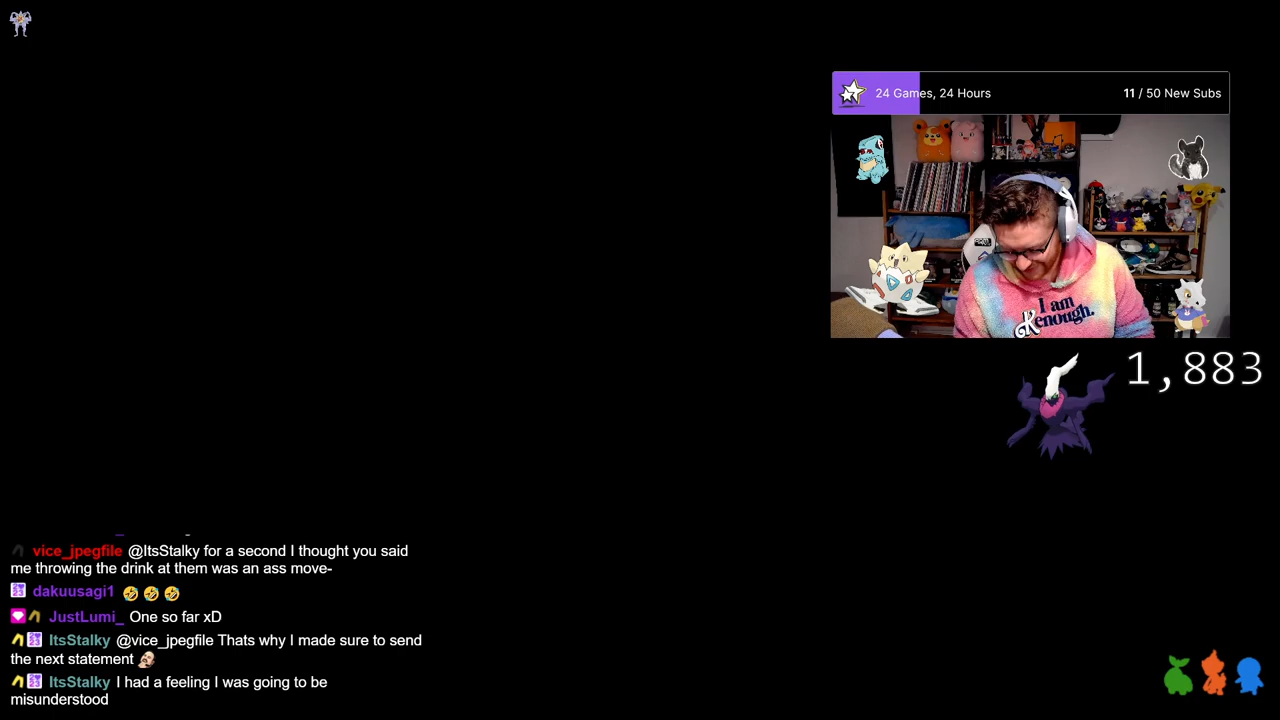 24 Games, 24 Hours 11 / 50 New Subs
I am
Kenough.
1,883
vice_jpegfile @ItsStalky for a second I thought you said
me throwing the drink at them was an ass move-
dakuusagi1 🤣 🤣 🤣
JustLumi_ One so far xD
ItsStalky @vice_jpegfile Thats why I made sure to send
the next statement
ItsStalky I had a feeling I was going to be
misunderstood